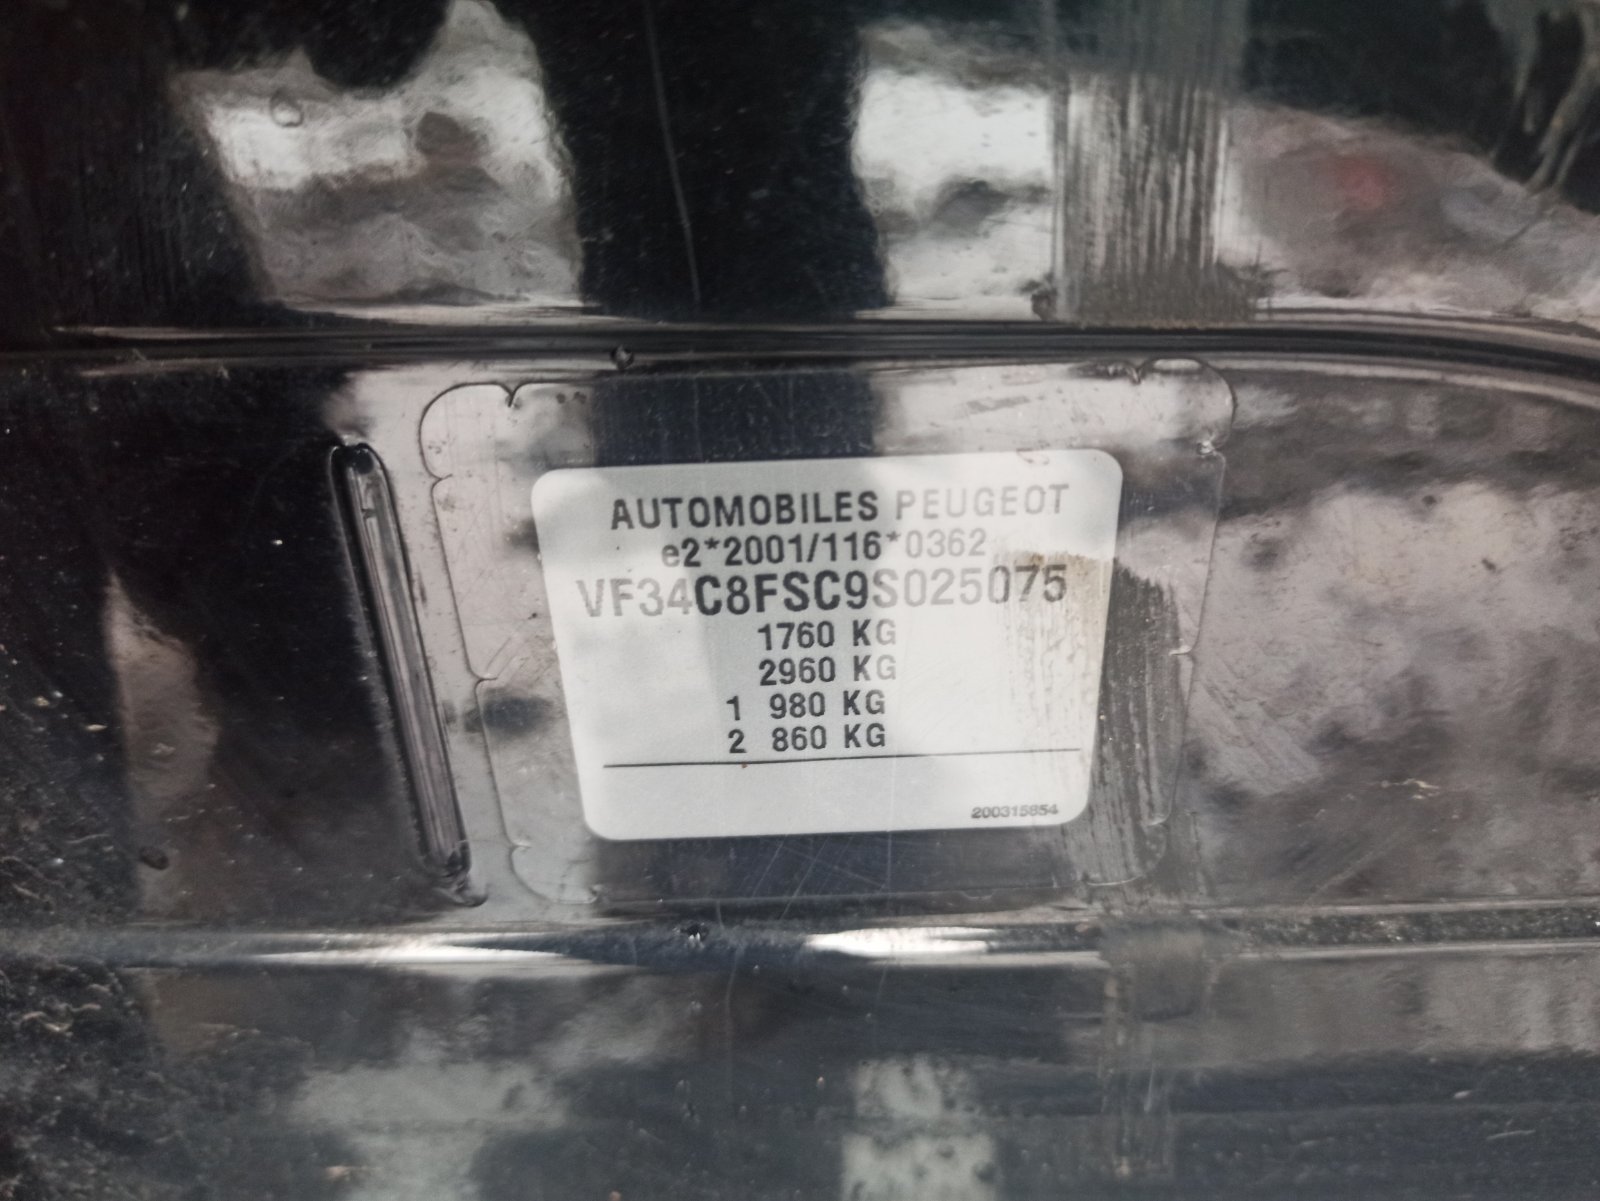 AUTOMOBILES PEUGEOT
e2*2001/116*0362
VF34C8FSC9S025075
1760 KG
2960 KG
1 980 KG
2 860 KG
200315854